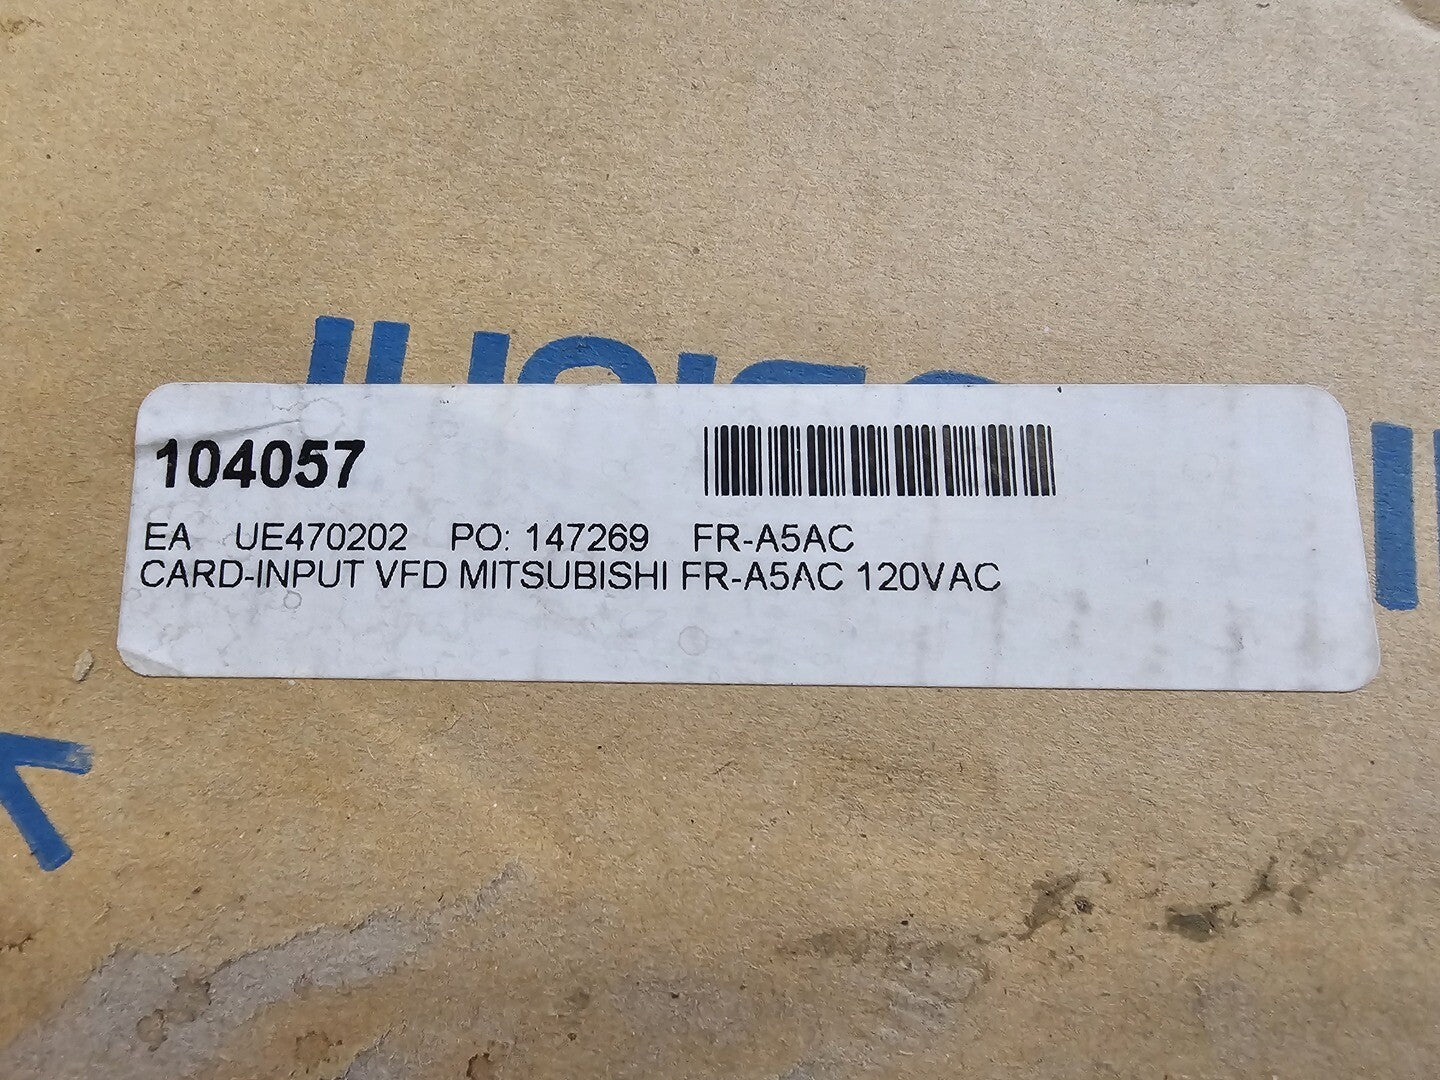 104057
EA UE470202 PO: 147269 FR-A5AC
CARD-INPUT VFD MITSUBISHI FR-A5AC 120VAC